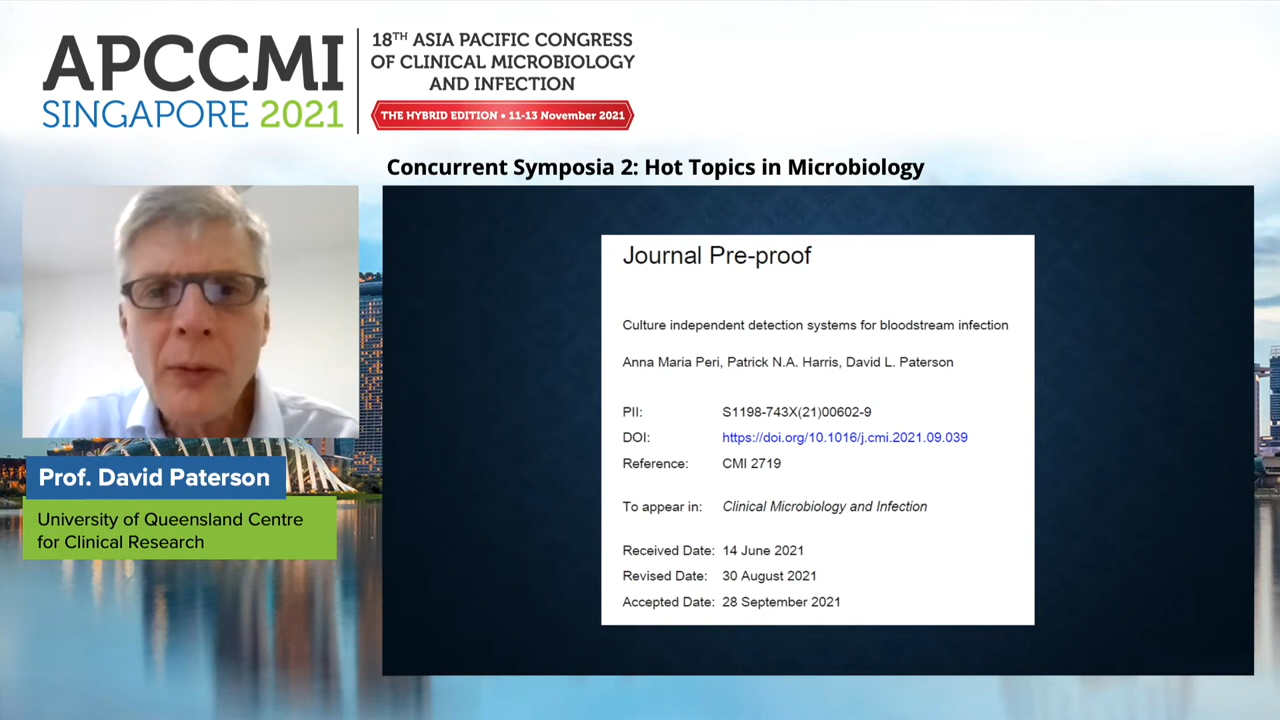 APCCMI
SINGAPORE 2021
18TH ASIA PACIFIC CONGRESS
OF CLINICAL MICROBIOLOGY
AND INFECTION
THE HYBRID EDITION • 11-13 November 2021
Concurrent Symposia 2: Hot Topics in Microbiology
Journal Pre-proof
Culture independent detection systems for bloodstream infection
Anna Maria Peri, Patrick N.A. Harris, David L. Paterson
PII: S1198-743X(21)00602-9
DOI: https://doi.org/10.1016/j.cmi.2021.09.039
Reference: CMI 2719
To appear in: Clinical Microbiology and Infection
Received Date: 14 June 2021
Revised Date: 30 August 2021
Accepted Date: 28 September 2021
Prof. David Paterson
University of Queensland Centre
for Clinical Research